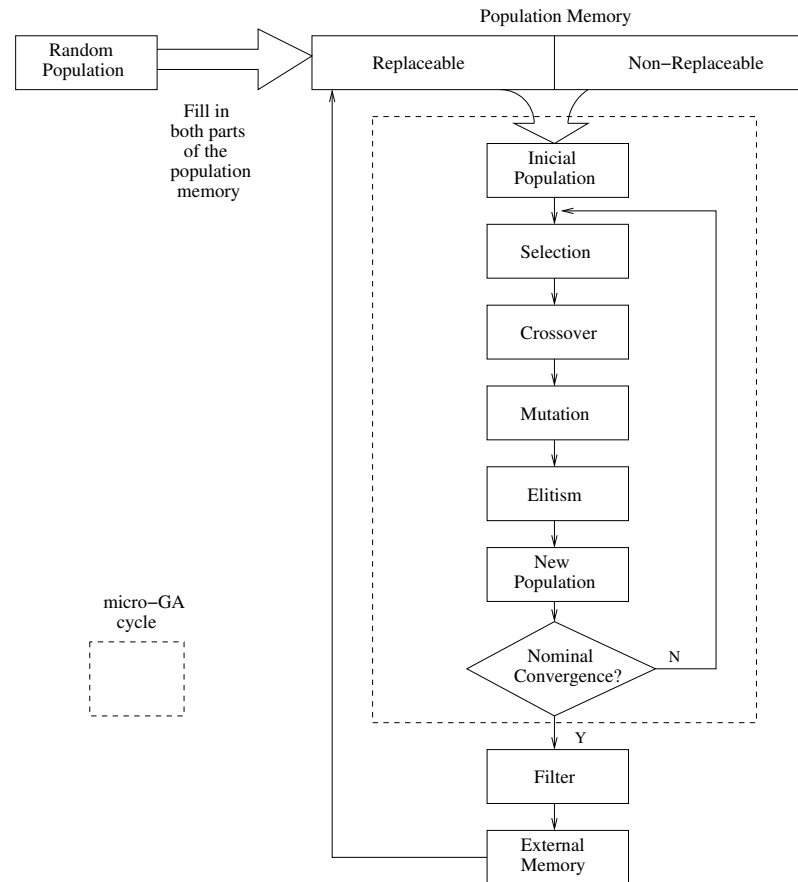 Population Memory
Random
Population
Replaceable
Non−Replaceable
Fill in
both parts
of the
population
memory
Inicial
Population
Selection
Crossover
Mutation
Elitism
New
Population
micro−GA
cycle
Nominal
Convergence?
N
Y
Filter
External
Memory